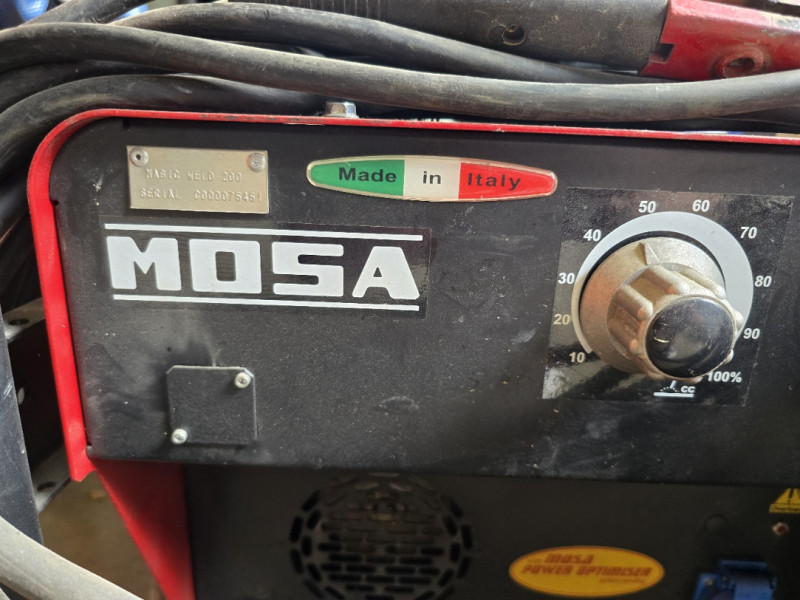 MAGIC WELD 200
SERIAL
Made in Italy
MOSA
10
20
30
40
50
60
70
80
90
100%
cc
MOSA
POWER OPTIMISER